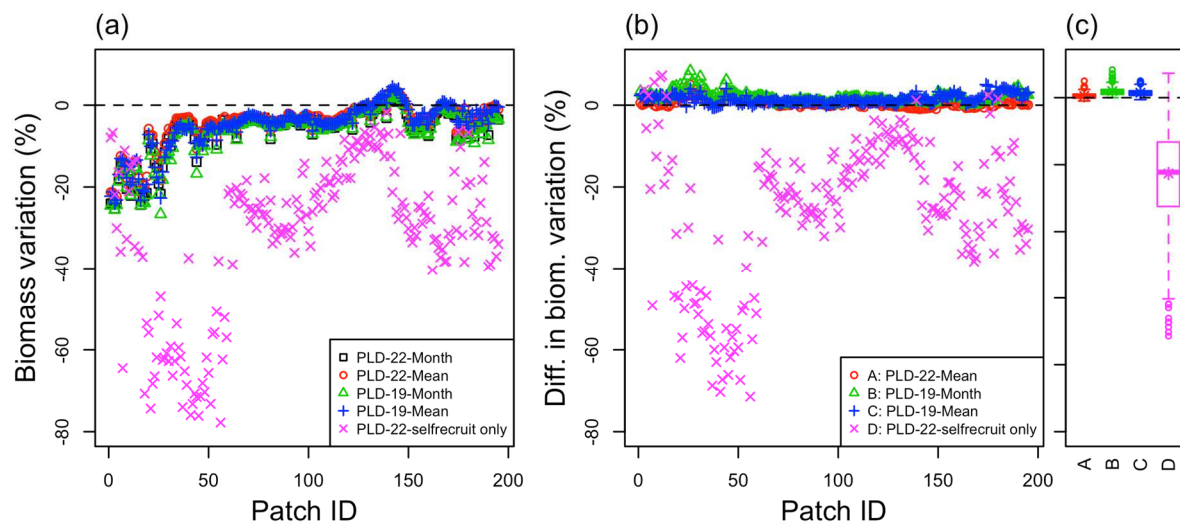 (a)
Biomass variation (%)
0
20
-40
-60
-80
0
50
100
150
200
Patch ID
PLD-22-Month
PLD-22-Mean
PLD-19-Month
PLD-19-Mean
PLD-22-selfrecruit only
(b)
Diff. in biom. variation (%)
0
20
-40
-60
-80
0
50
100
150
200
Patch ID
A: PLD-22-Mean
B: PLD-19-Month
C: PLD-19-Mean
D: PLD-22-selfrecruit only
(c)
A
B
C
D